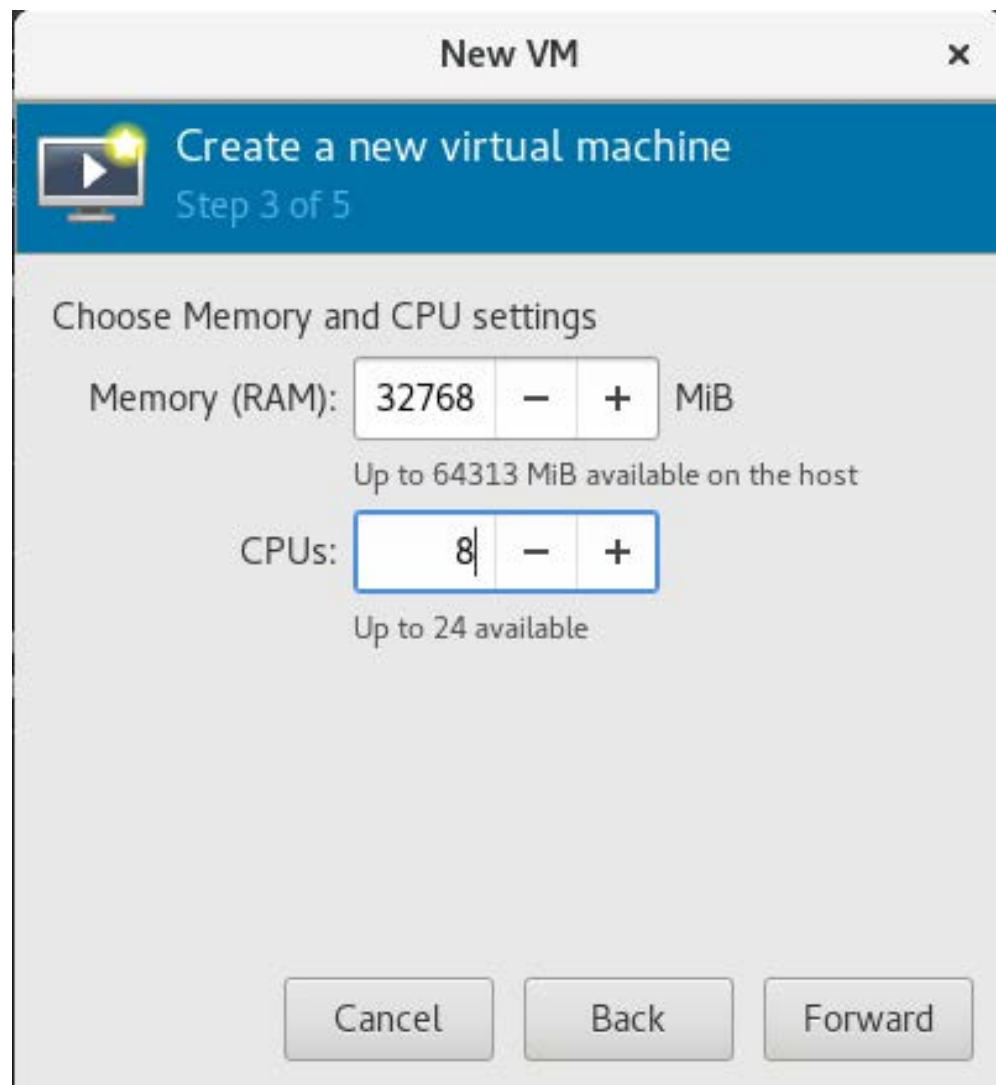 New VM ×
Create a new virtual machine
Step 3 of 5
Choose Memory and CPU settings
Memory (RAM): 32768 − + MiB
Up to 64313 MiB available on the host
CPUs: 8 − +
Up to 24 available
Cancel Back Forward